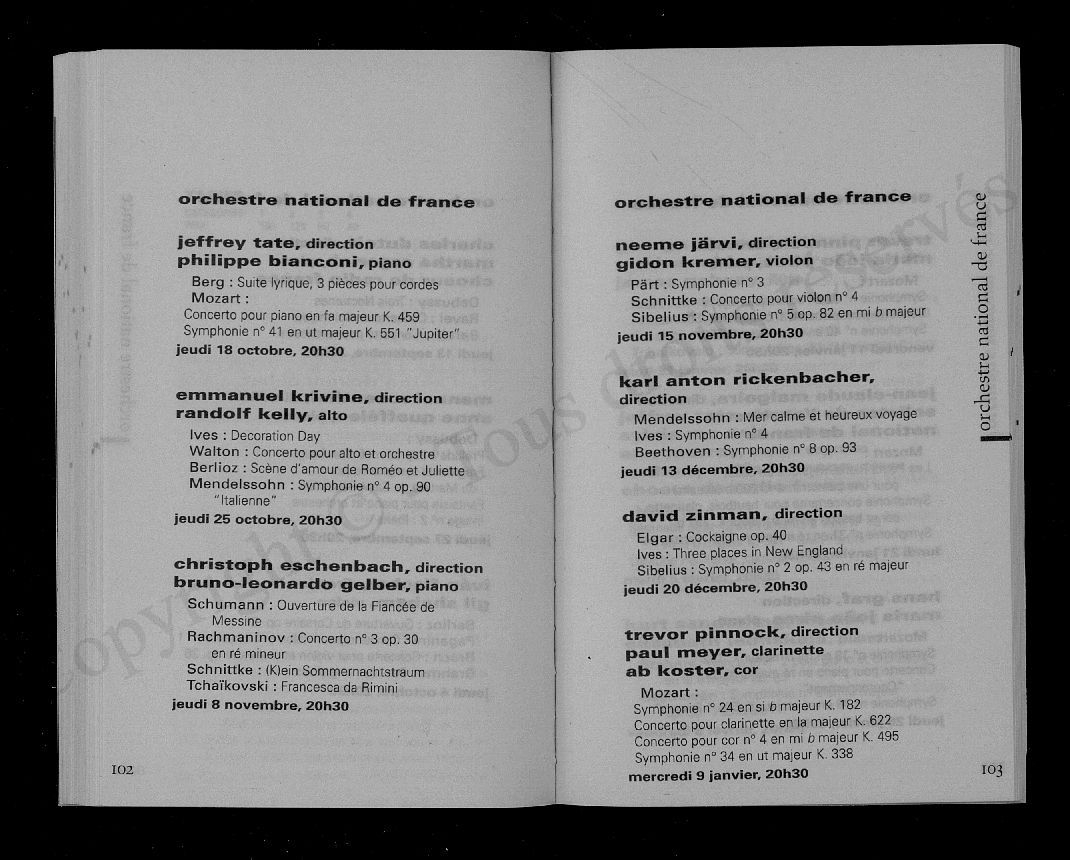 orchestre national de france
jeffrey tate, direction
philippe bianconi, piano
Berg : Suite lyrique, 3 pièces pour cordes
Mozart :
Concerto pour piano en fa majeur K. 459
Symphonie n° 41 en ut majeur K. 551 "Jupiter"
jeudi 18 octobre, 20h30
emmanuel krivine, direction
randolf kelly, alto
Ives : Decoration Day
Walton : Concerto pour alto et orchestre
Berlioz : Scène d'amour de Roméo et Juliette
Mendelssohn : Symphonie n° 4 op. 90
"Italienne"
jeudi 25 octobre, 20h30
christoph eschenbach, direction
bruno-leonardo gelber, piano
Schumann : Ouverture de la Fiancée de
Messine
Rachmaninov : Concerto n° 3 op. 30
en ré mineur
Schnittke : (K)ein Sommernachtstraum
Tchaïkovski : Francesca da Rimini
jeudi 8 novembre, 20h30
102
orchestre national de france
neeme järvi, direction
gidon kremer, violon
Pärt : Symphonie n° 3
Schnittke : Concerto pour violon n° 4
Sibelius : Symphonie n° 5 op. 82 en mi b majeur
jeudi 15 novembre, 20h30
karl anton rickenbacher,
direction
Mendelssohn : Mer calme et heureux voyage
Ives : Symphonie n° 4
Beethoven : Symphonie n° 8 op. 93
jeudi 13 décembre, 20h30
david zinman, direction
Elgar : Cockaigne op. 40
Ives : Three places in New England
Sibelius : Symphonie n° 2 op. 43 en ré majeur
jeudi 20 décembre, 20h30
trevor pinnock, direction
paul meyer, clarinette
ab koster, cor
Mozart :
Symphonie n° 24 en si b majeur K. 182
Concerto pour clarinette en la majeur K. 622
Concerto pour cor n° 4 en mi b majeur K. 495
Symphonie n° 34 en ut majeur K. 338
mercredi 9 janvier, 20h30
103
orchestre national de france
Copyright © Tous droits réservés